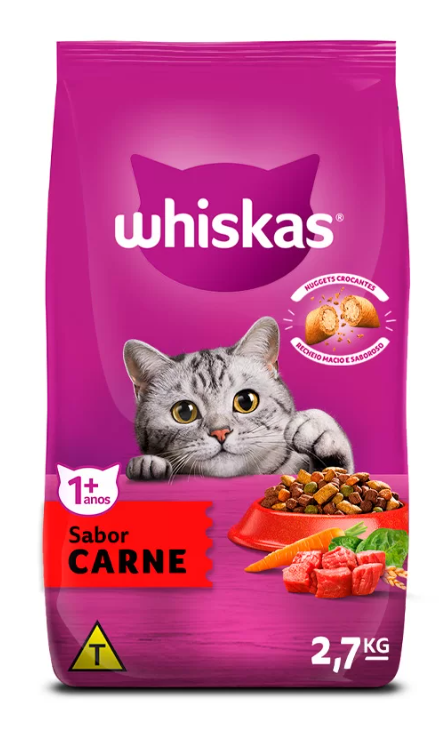 whiskas®
NUGGETS CROCANTES
RECHEIO MACIO E SABOROSO
1+
anos
Sabor
CARNE
T
2,7KG